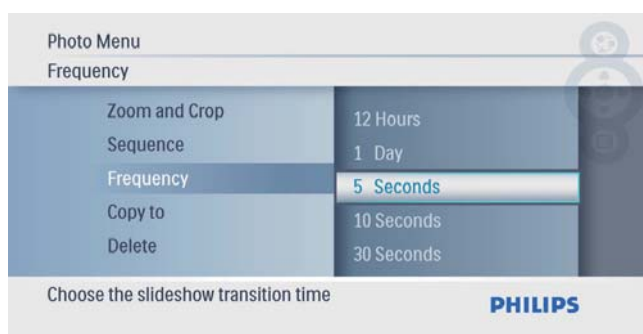 Photo Menu
Frequency
Zoom and Crop
Sequence
Frequency
Copy to
Delete
12 Hours
1 Day
5 Seconds
10 Seconds
30 Seconds
Choose the slideshow transition time
PHILIPS